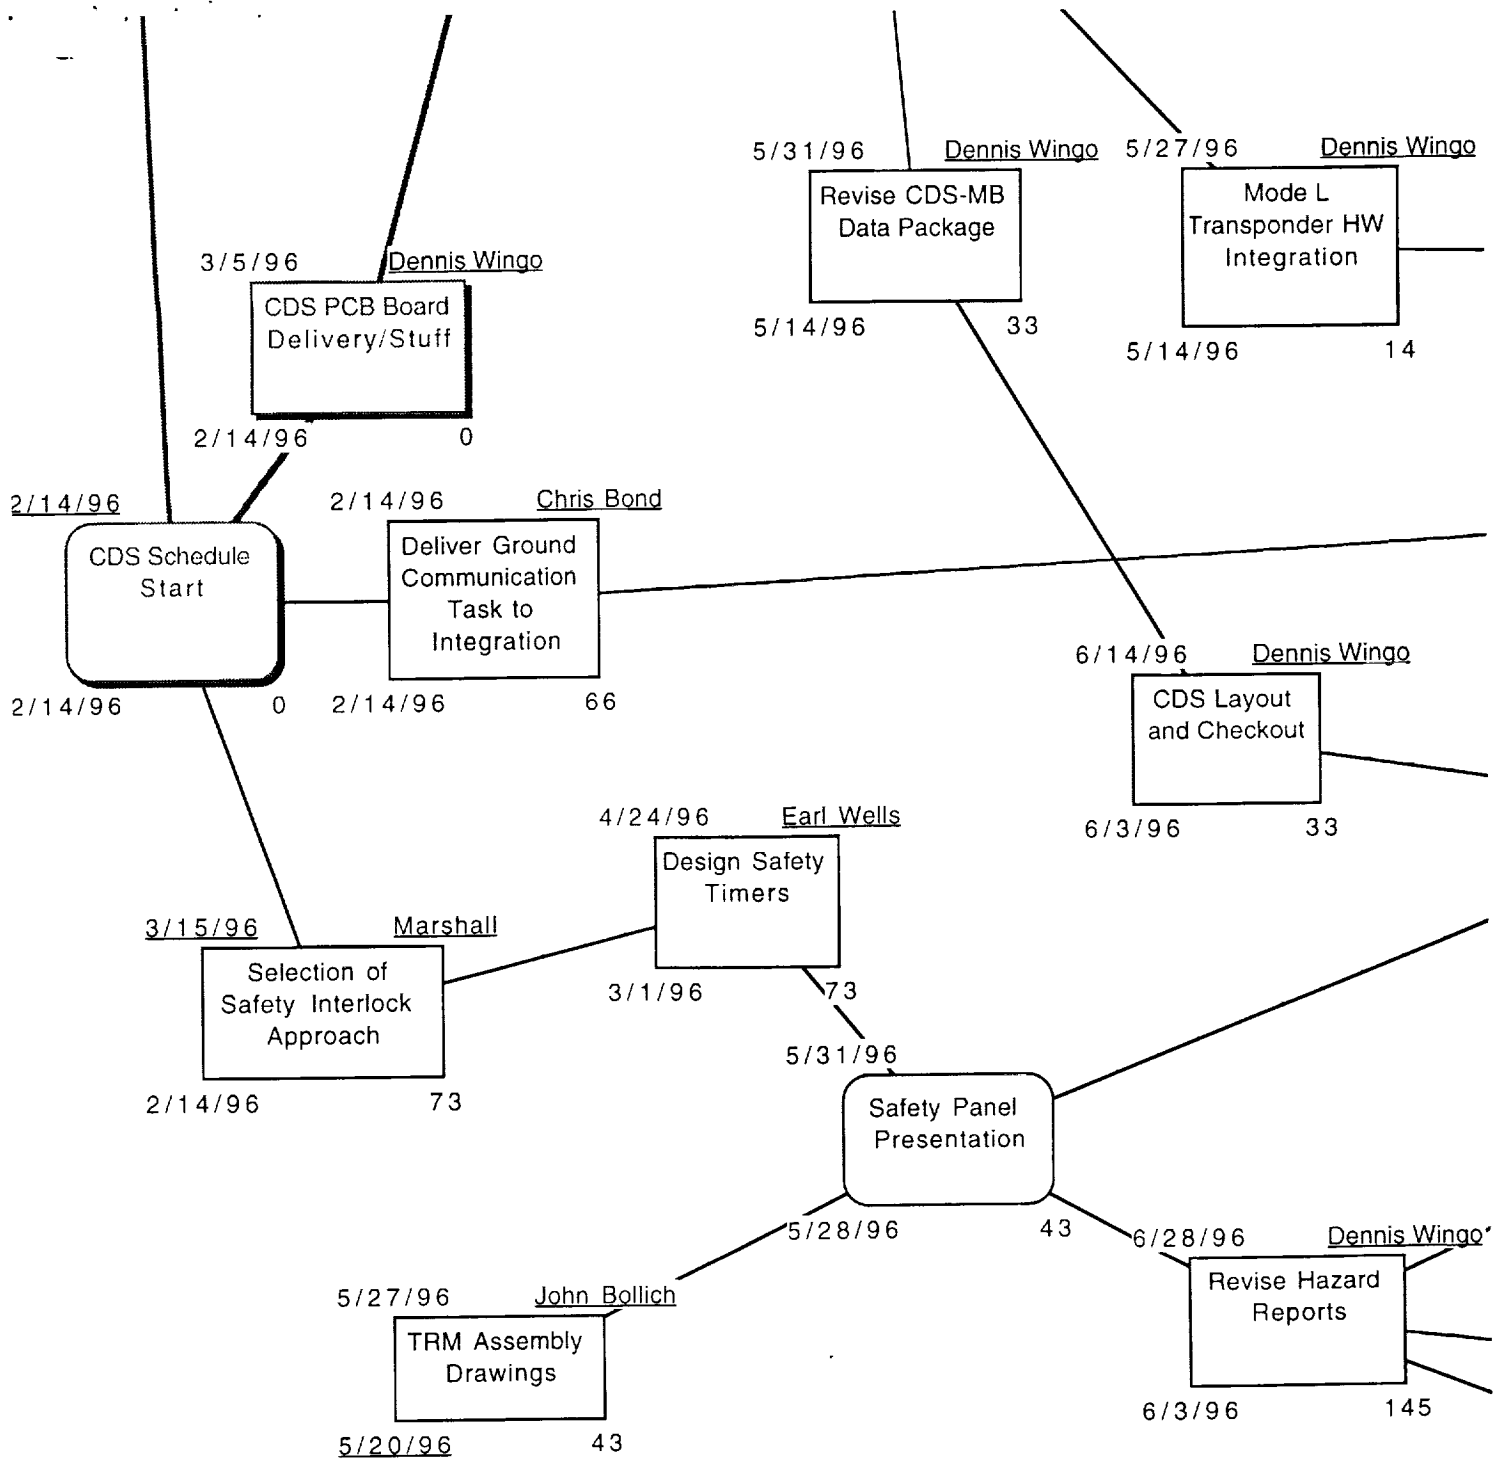 5/31/96 Dennis Wingo
Revise CDS-MB
Data Package
5/14/96 33
5/27/96 Dennis Wingo
Mode L
Transponder HW
Integration
5/14/96 14
3/5/96 Dennis Wingo
CDS PCB Board
Delivery/Stuff
2/14/96 0
2/14/96
CDS Schedule
Start
2/14/96 0
2/14/96 Chris Bond
Deliver Ground
Communication
Task to
Integration
2/14/96 66
6/14/96 Dennis Wingo
CDS Layout
and Checkout
6/3/96 33
4/24/96 Earl Wells
Design Safety
Timers
3/1/96 73
3/15/96 Marshall
Selection of
Safety Interlock
Approach
2/14/96 73
5/31/96
Safety Panel
Presentation
5/28/96 43
6/28/96 Dennis Wingo
Revise Hazard
Reports
6/3/96 145
5/27/96 John Bollich
TRM Assembly
Drawings
5/20/96 43